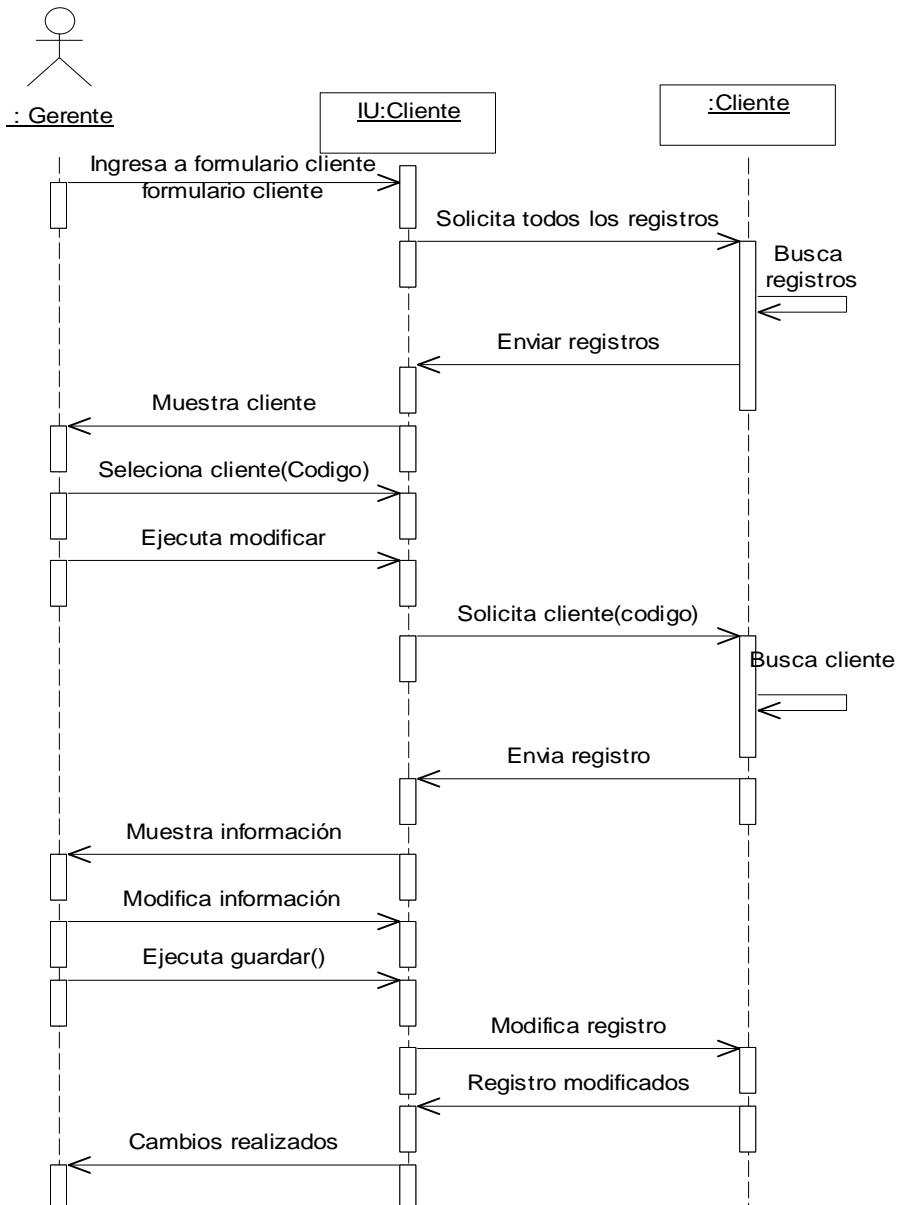 : Gerente
IU:Cliente
:Cliente
Ingresa a formulario cliente
formulario cliente
Solicita todos los registros
Busca
registros
Enviar registros
Muestra cliente
Seleciona cliente(Codigo)
Ejecuta modificar
Solicita cliente(codigo)
Busca cliente
Envia registro
Muestra información
Modifica información
Ejecuta guardar()
Modifica registro
Registro modificados
Cambios realizados